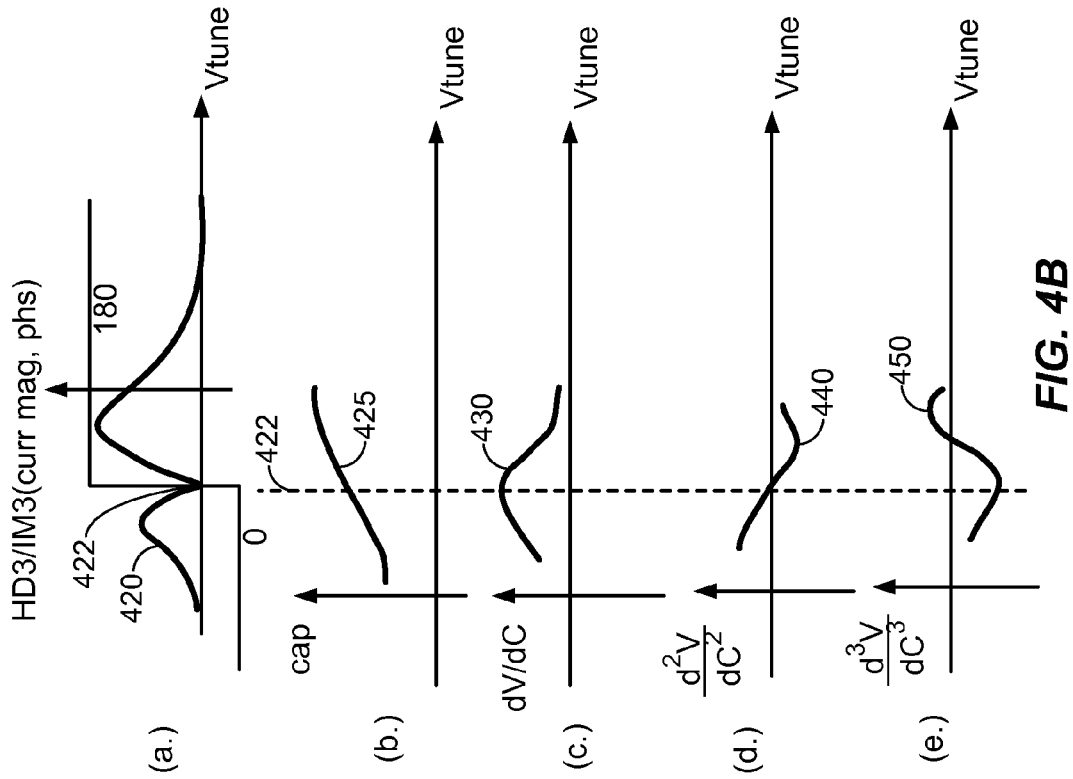 HD3/IM3(curr mag, phs)
180
422
420
0
Vtune
(a.)
cap
422
425
Vtune
(b.)
dV/dC
430
Vtune
(c.)
d²V
dC²
440
Vtune
(d.)
d³V
dC³
450
Vtune
(e.)
FIG. 4B